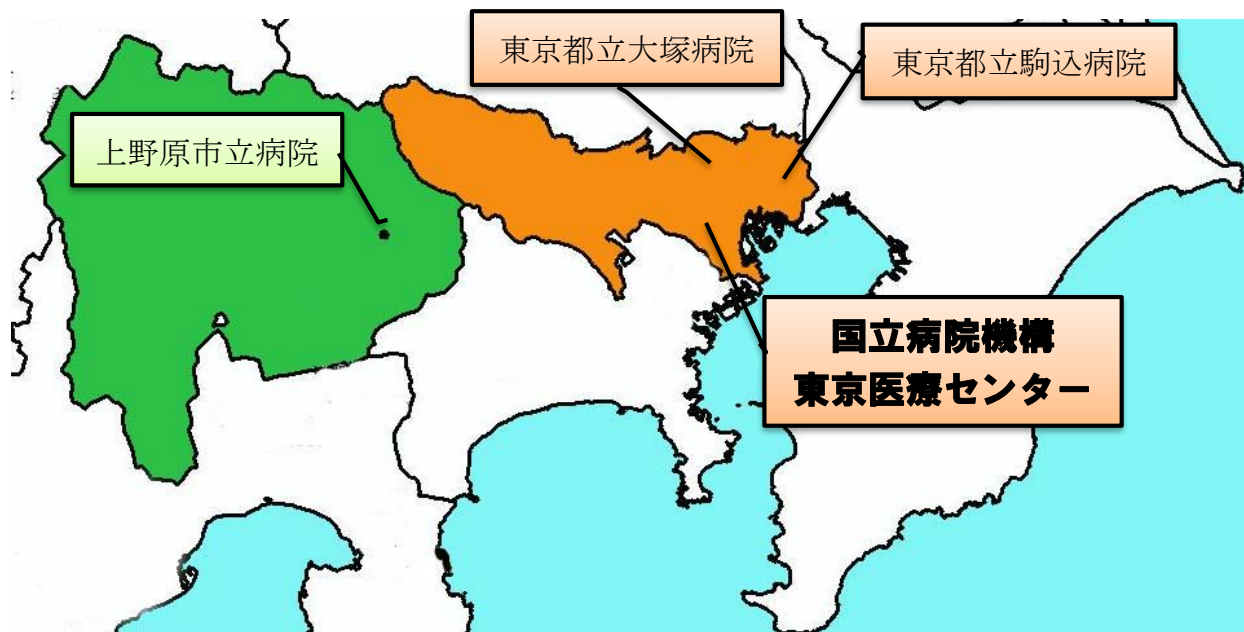 東京都立大塚病院
東京都立駒込病院
上野原市立病院
国立病院機構
東京医療センター